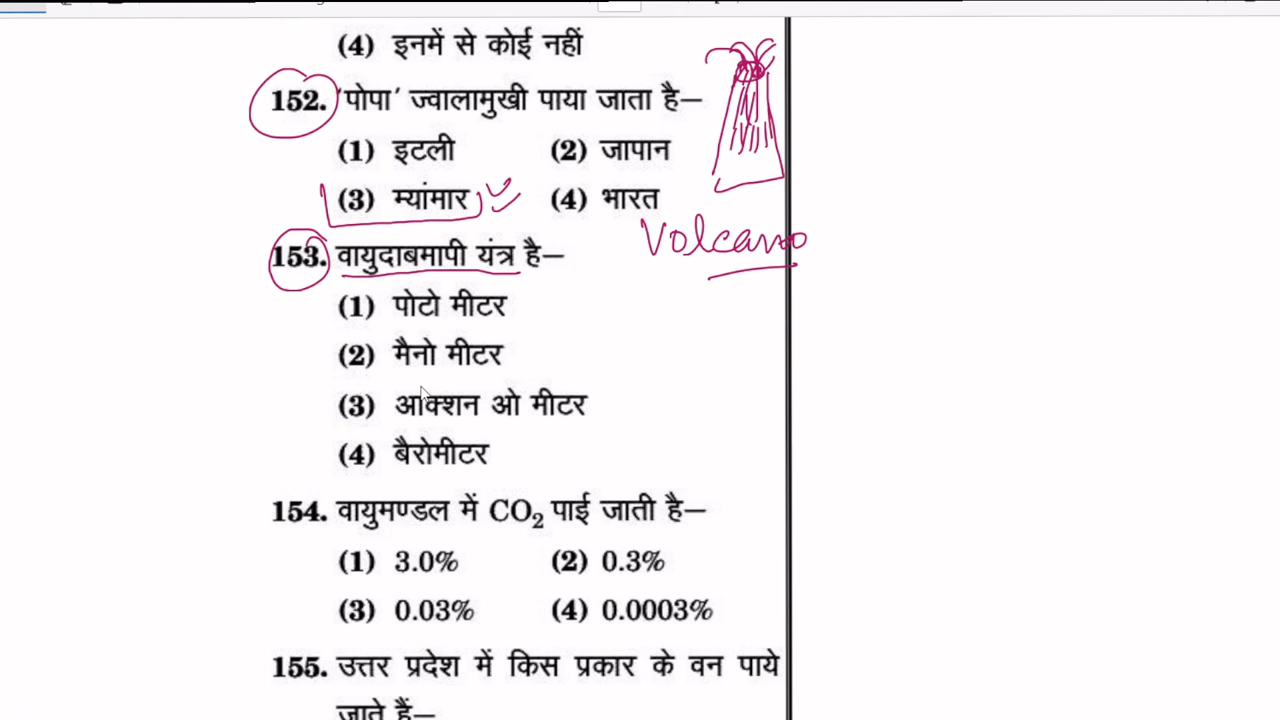 (4) इनमें से कोई नहीं
152. 'पोपा' ज्वालामुखी पाया जाता है–
(1) इटली (2) जापान
(3) म्यांमार (4) भारत
Volcano
153. वायुदाबमापी यंत्र है–
(1) पोटो मीटर
(2) मैनो मीटर
(3) आक्शन ओ मीटर
(4) बैरोमीटर
154. वायुमण्डल में CO₂ पाई जाती है–
(1) 3.0% (2) 0.3%
(3) 0.03% (4) 0.0003%
155. उत्तर प्रदेश में किस प्रकार के वन पाये
जाते हैं–